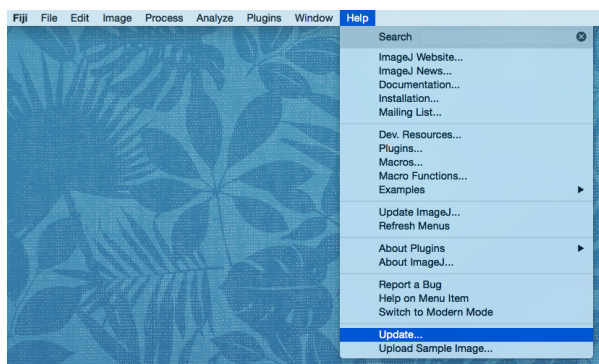 Fiji File Edit Image Process Analyze Plugins Window Help
Search
ImageJ Website...
ImageJ News...
Documentation...
Installation...
Mailing List...
Dev. Resources...
Plugins...
Macros...
Macro Functions...
Examples
Update ImageJ...
Refresh Menus
About Plugins
About ImageJ...
Report a Bug
Help on Menu Item
Switch to Modern Mode
Update...
Upload Sample Image...